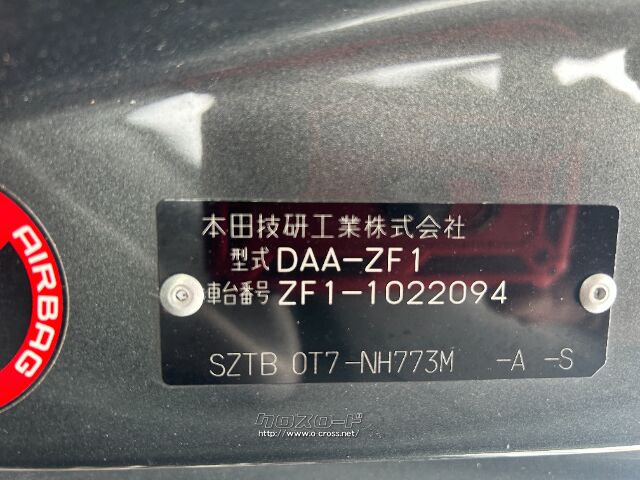 本田技研工業株式会社
型式 DAA-ZF1
車台番号 ZF1-1022094
SZTB 0T7-NH773M -A -S
AIRBAG
クロスロード
http://www.o-cross.net/